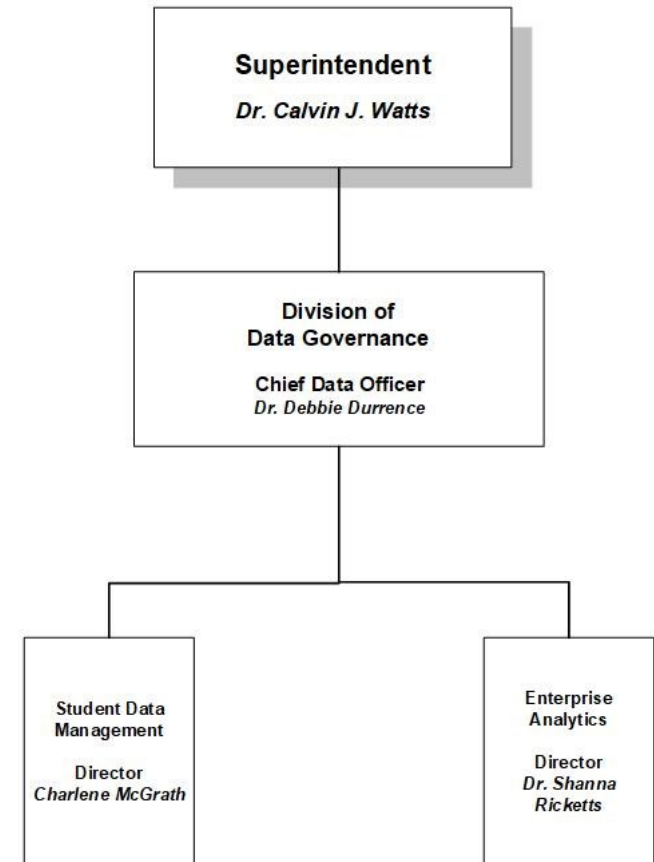 Superintendent
Dr. Calvin J. Watts
Division of
Data Governance
Chief Data Officer
Dr. Debbie Durrence
Student Data
Management
Director
Charlene McGrath
Enterprise
Analytics
Director
Dr. Shanna
Ricketts